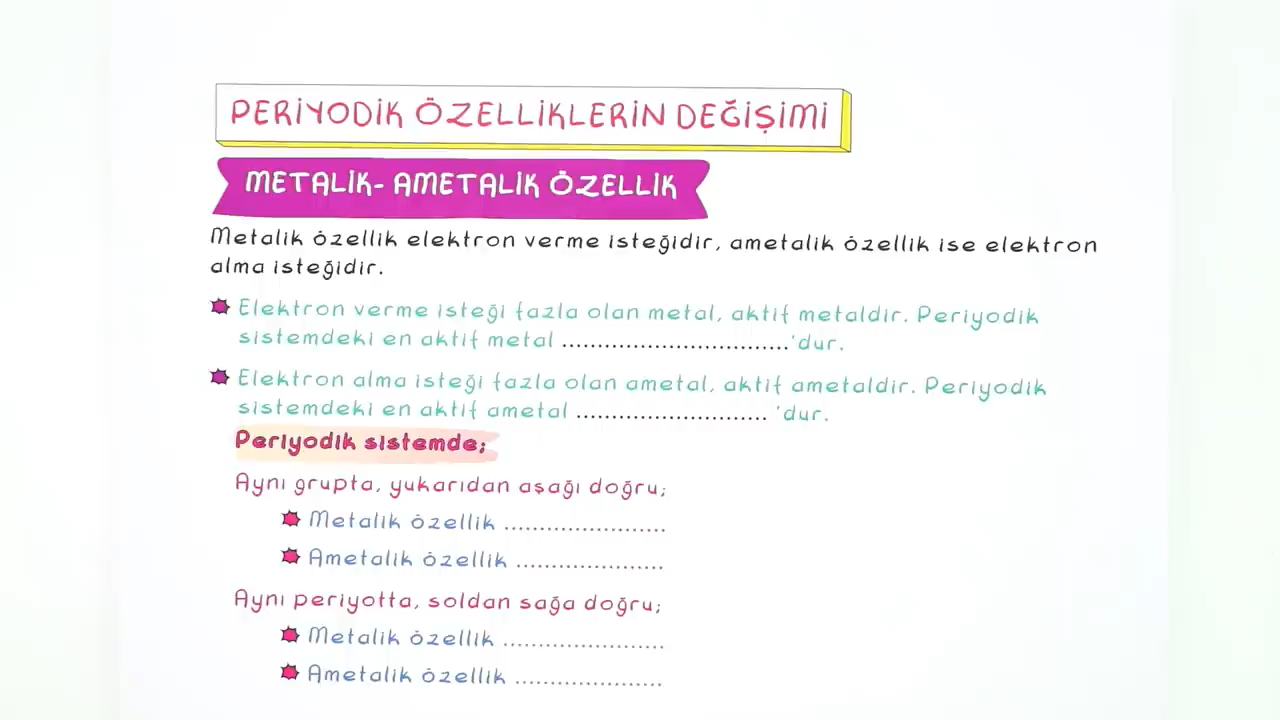 PERİYODİK ÖZELLİKLERİN DEĞİŞİMİ
METALİK- AMETALİK ÖZELLİK
Metalik özellik elektron verme isteğidir, ametalik özellik ise elektron
alma isteğidir.
Elektron verme isteği fazla olan metal, aktif metaldir. Periyodik
sistemdeki en aktif metal ................................'dur.
Elektron alma isteği fazla olan ametal, aktif ametaldir. Periyodik
sistemdeki en aktif ametal ........................... 'dur.
Periyodik sistemde;
Aynı grupta, yukarıdan aşağı doğru;
Metalik özellik .......................
Ametalik özellik .....................
Aynı periyotta, soldan sağa doğru;
Metalik özellik .......................
Ametalik özellik .....................